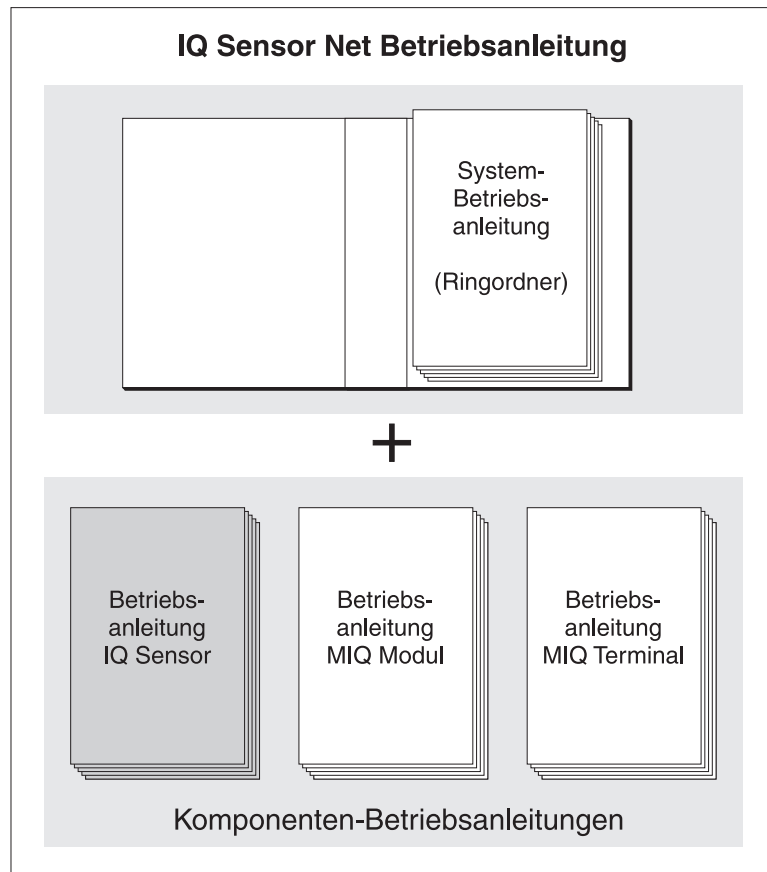 IQ Sensor Net Betriebsanleitung
System-
Betriebs-
anleitung
(Ringordner)
+
Betriebs-
anleitung
IQ Sensor
Betriebs-
anleitung
MIQ Modul
Betriebs-
anleitung
MIQ Terminal
Komponenten-Betriebsanleitungen